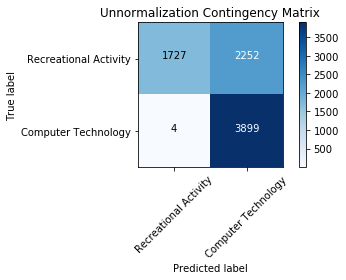 Unnormalization Contingency Matrix
True label
Recreational Activity
Computer Technology
1727 2252
4 3899
3500
3000
2500
2000
1500
1000
500
Recreational Activity
Computer Technology
Predicted label